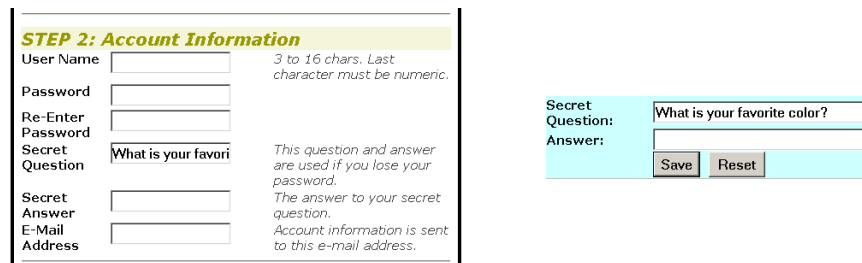 STEP 2: Account Information
User Name
3 to 16 chars. Last
character must be numeric.
Password
Re-Enter
Password
Secret
Question
What is your favori
This question and answer
are used if you lose your
password.
Secret
Answer
The answer to your secret
question.
E-Mail
Address
Account information is sent
to this e-mail address.
Secret
Question:
What is your favorite color?
Answer:
Save Reset